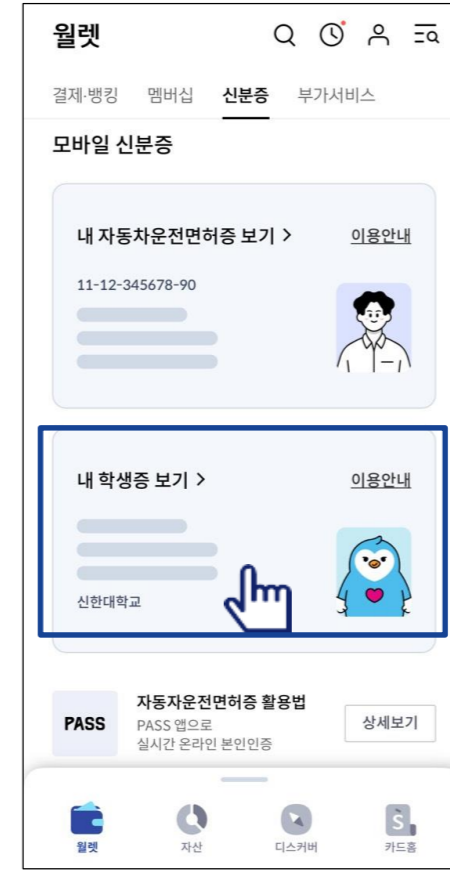 월렛
결제·뱅킹 멤버십 신분증 부가서비스
모바일 신분증
내 자동차운전면허증 보기 > 이용안내
11-12-345678-90
내 학생증 보기 > 이용안내
신한대학교
자동자운전면허증 활용법
PASS PASS 앱으로 상세보기
실시간 온라인 본인인증
월렛 자산 디스커버 카드홈